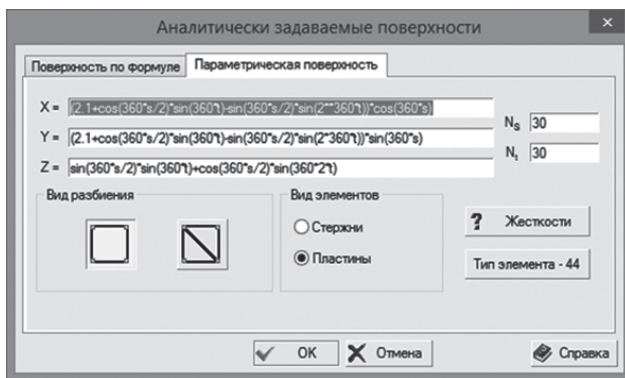 Аналитически задаваемые поверхности
Поверхность по формуле Параметрическая поверхность
X = (2.1+cos(360*s/2)*sin(360*t)-sin(360*s/2)*sin(2**360*t))*cos(360*s)
Y = (2.1+cos(360*s/2)*sin(360*t)-sin(360*s/2)*sin(2*360*t))*sin(360*s)
Z = sin(360*s/2)*sin(360*t)+cos(360*s/2)*sin(360*2*t)
Ns 30
Nt 30
Вид разбиения
Вид элементов
Стержни
Пластины
? Жесткости
Тип элемента - 44
OK
Отмена
Справка